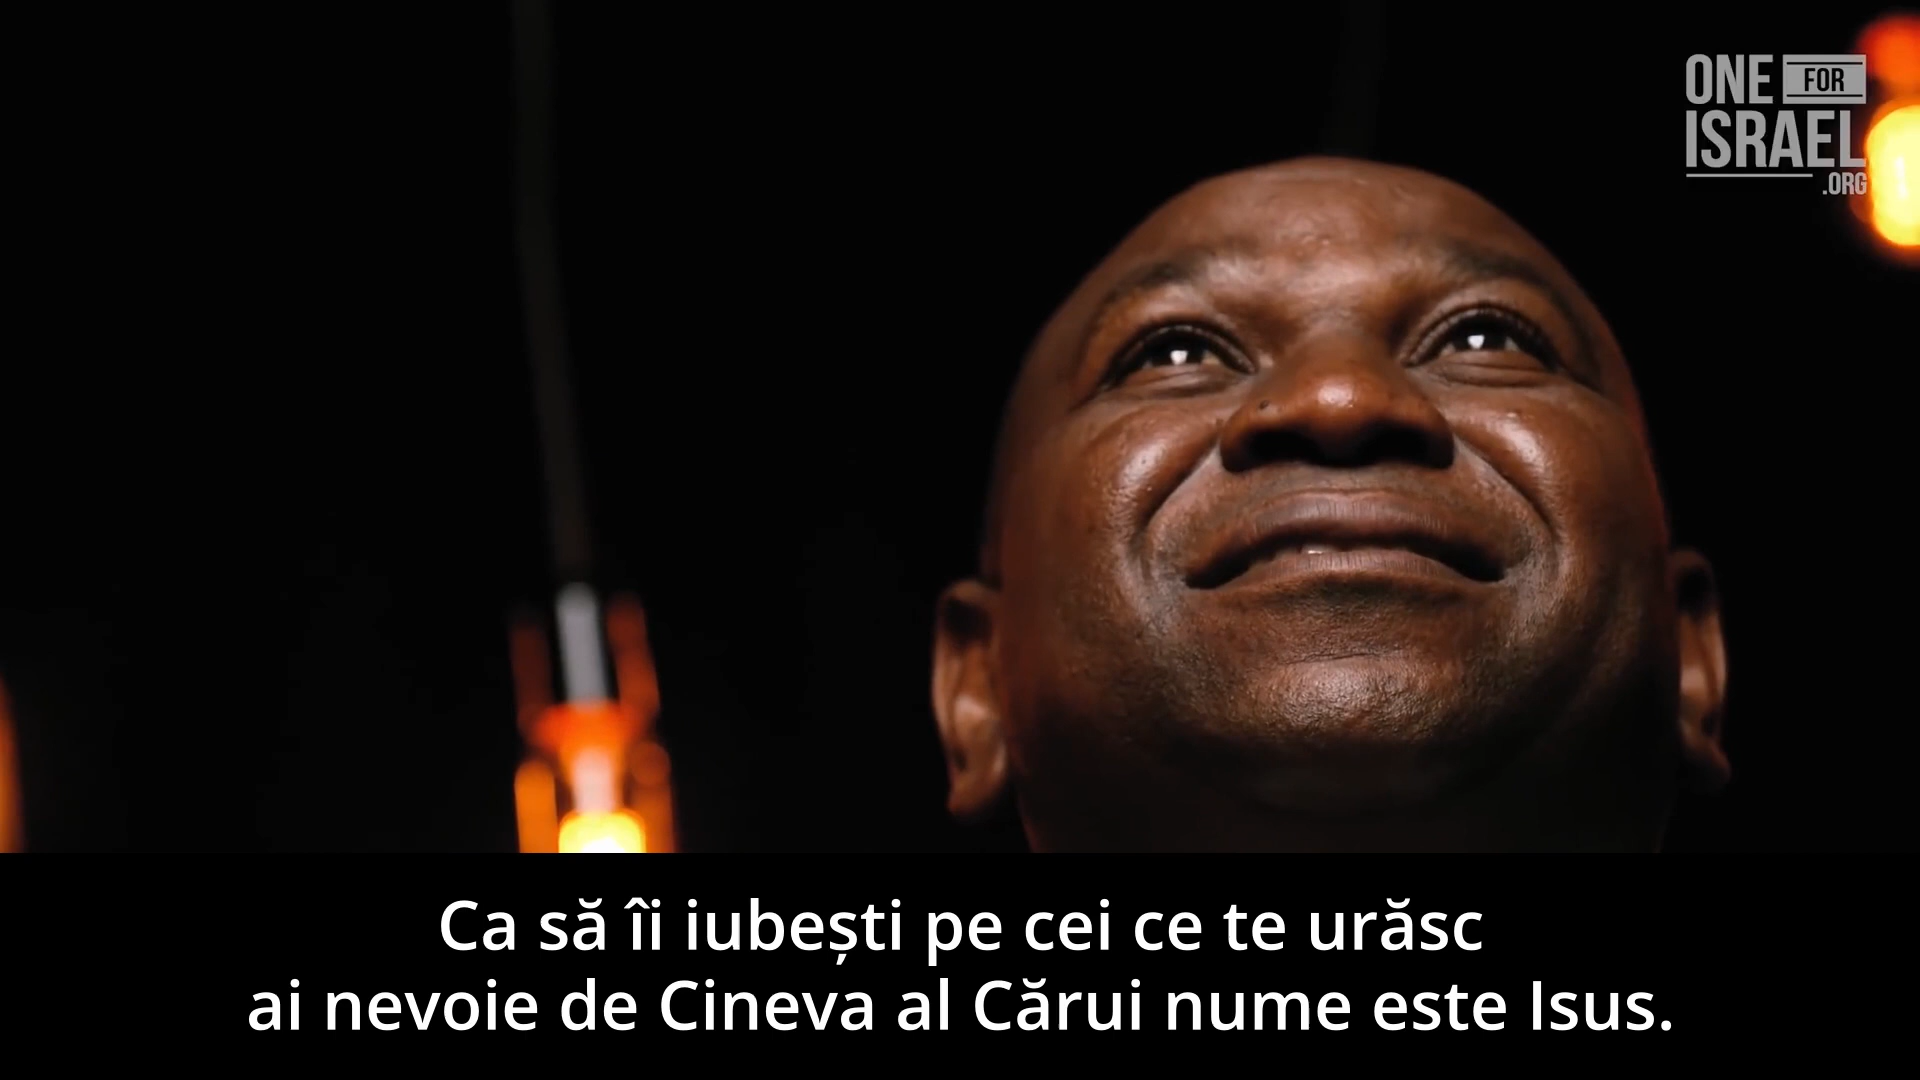 ONE FOR
ISRAEL
.ORG
Ca să îi iubești pe cei ce te urăsc
ai nevoie de Cineva al Cărui nume este Isus.